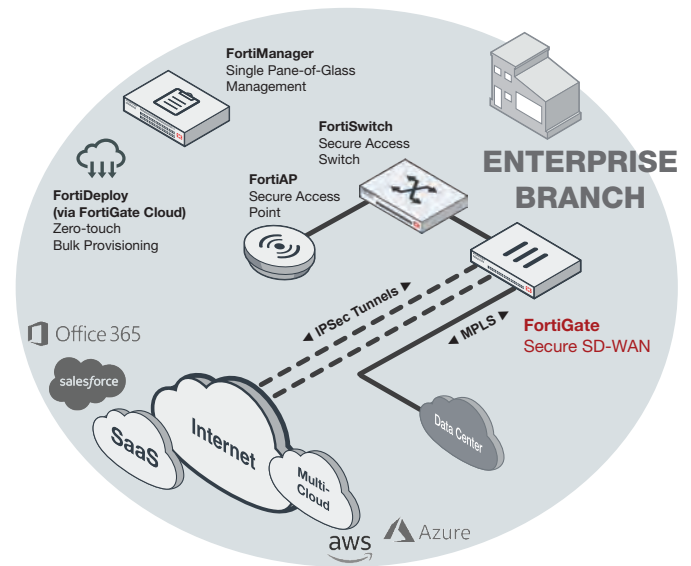 FortiManager
Single Pane-of-Glass
Management
FortiSwitch
Secure Access
Switch
ENTERPRISE
BRANCH
FortiDeploy
(via FortiGate Cloud)
Zero-touch
Bulk Provisioning
FortiAP
Secure Access
Point
◄ IPSec Tunnels ►
◄ MPLS ►
FortiGate
Secure SD-WAN
Office 365
salesforce
SaaS
Internet
Multi-
Cloud
Data Center
aws
Azure